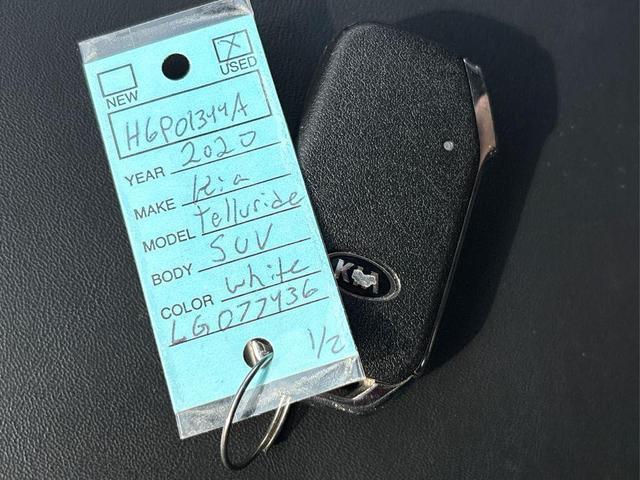 NEW
X USED
H6P01344A
YEAR 2020
MAKE Kia
MODEL Telluride
BODY SUV
COLOR White
LG077436
1/2